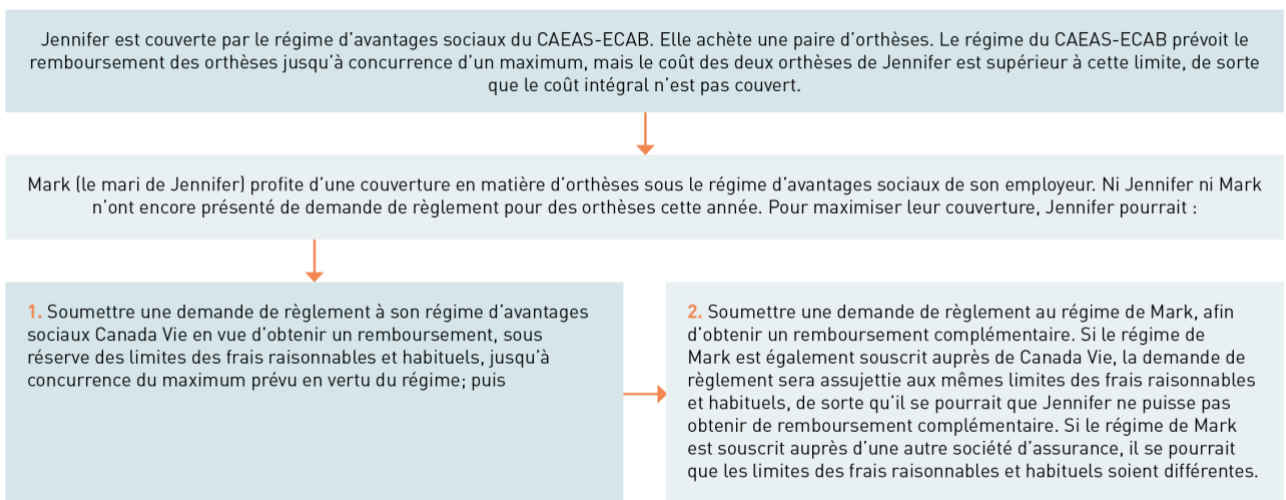 Jennifer est couverte par le régime d’avantages sociaux du CAEAS-ECAB. Elle achète une paire d’orthèses. Le régime du CAEAS-ECAB prévoit le
remboursement des orthèses jusqu’à concurrence d’un maximum, mais le coût des deux orthèses de Jennifer est supérieur à cette limite, de sorte
que le coût intégral n’est pas couvert.
Mark (le mari de Jennifer) profite d’une couverture en matière d’orthèses sous le régime d’avantages sociaux de son employeur. Ni Jennifer ni Mark
n’ont encore présenté de demande de règlement pour des orthèses cette année. Pour maximiser leur couverture, Jennifer pourrait :
1. Soumettre une demande de règlement à son régime d’avantages
sociaux Canada Vie en vue d’obtenir un remboursement, sous
réserve des limites des frais raisonnables et habituels, jusqu’à
concurrence du maximum prévu en vertu du régime; puis
2. Soumettre une demande de règlement au régime de Mark, afin
d’obtenir un remboursement complémentaire. Si le régime de
Mark est également souscrit auprès de Canada Vie, la demande de
règlement sera assujettie aux mêmes limites des frais raisonnables
et habituels, de sorte qu’il se pourrait que Jennifer ne puisse pas
obtenir de remboursement complémentaire. Si le régime de Mark
est souscrit auprès d’une autre société d’assurance, il se pourrait
que les limites des frais raisonnables et habituels soient différentes.